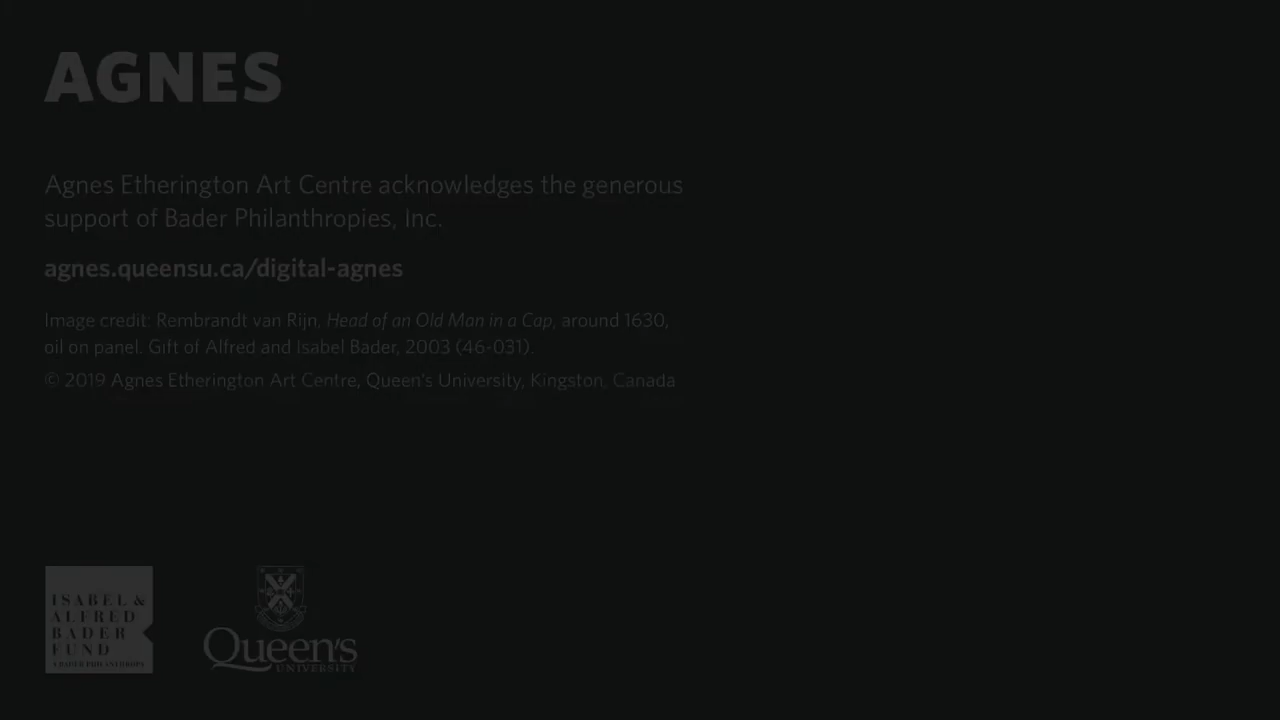 AGNES
Agnes Etherington Art Centre acknowledges the generous
support of Bader Philanthropies, Inc.
agnes.queensu.ca/digital-agnes
Image credit: Rembrandt van Rijn, Head of an Old Man in a Cap, around 1630,
oil on panel. Gift of Alfred and Isabel Bader, 2003 (46-031).
© 2019 Agnes Etherington Art Centre, Queen's University, Kingston, Canada
ISABEL &
ALFRED
BADER
FUND
A BADER PHILANTHROPY
Queen's
UNIVERSITY